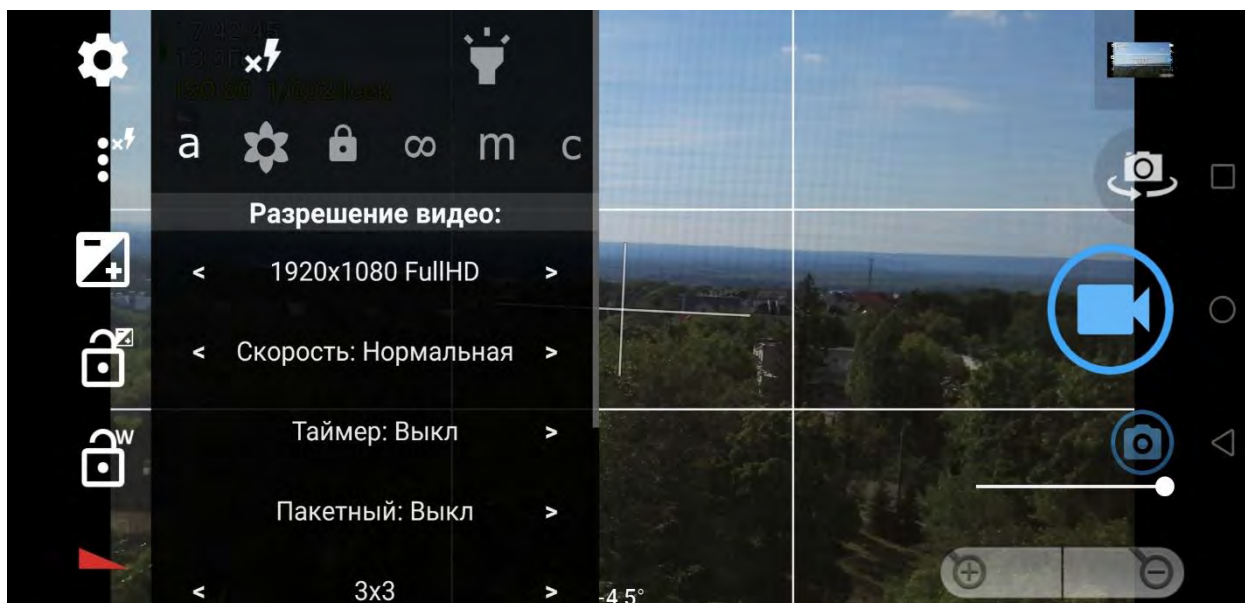 a ∞ m c
Разрешение видео:
< 1920x1080 FullHD >
< Скорость: Нормальная >
Таймер: Выкл >
W
Пакетный: Выкл >
< 3x3 >
-4.5°